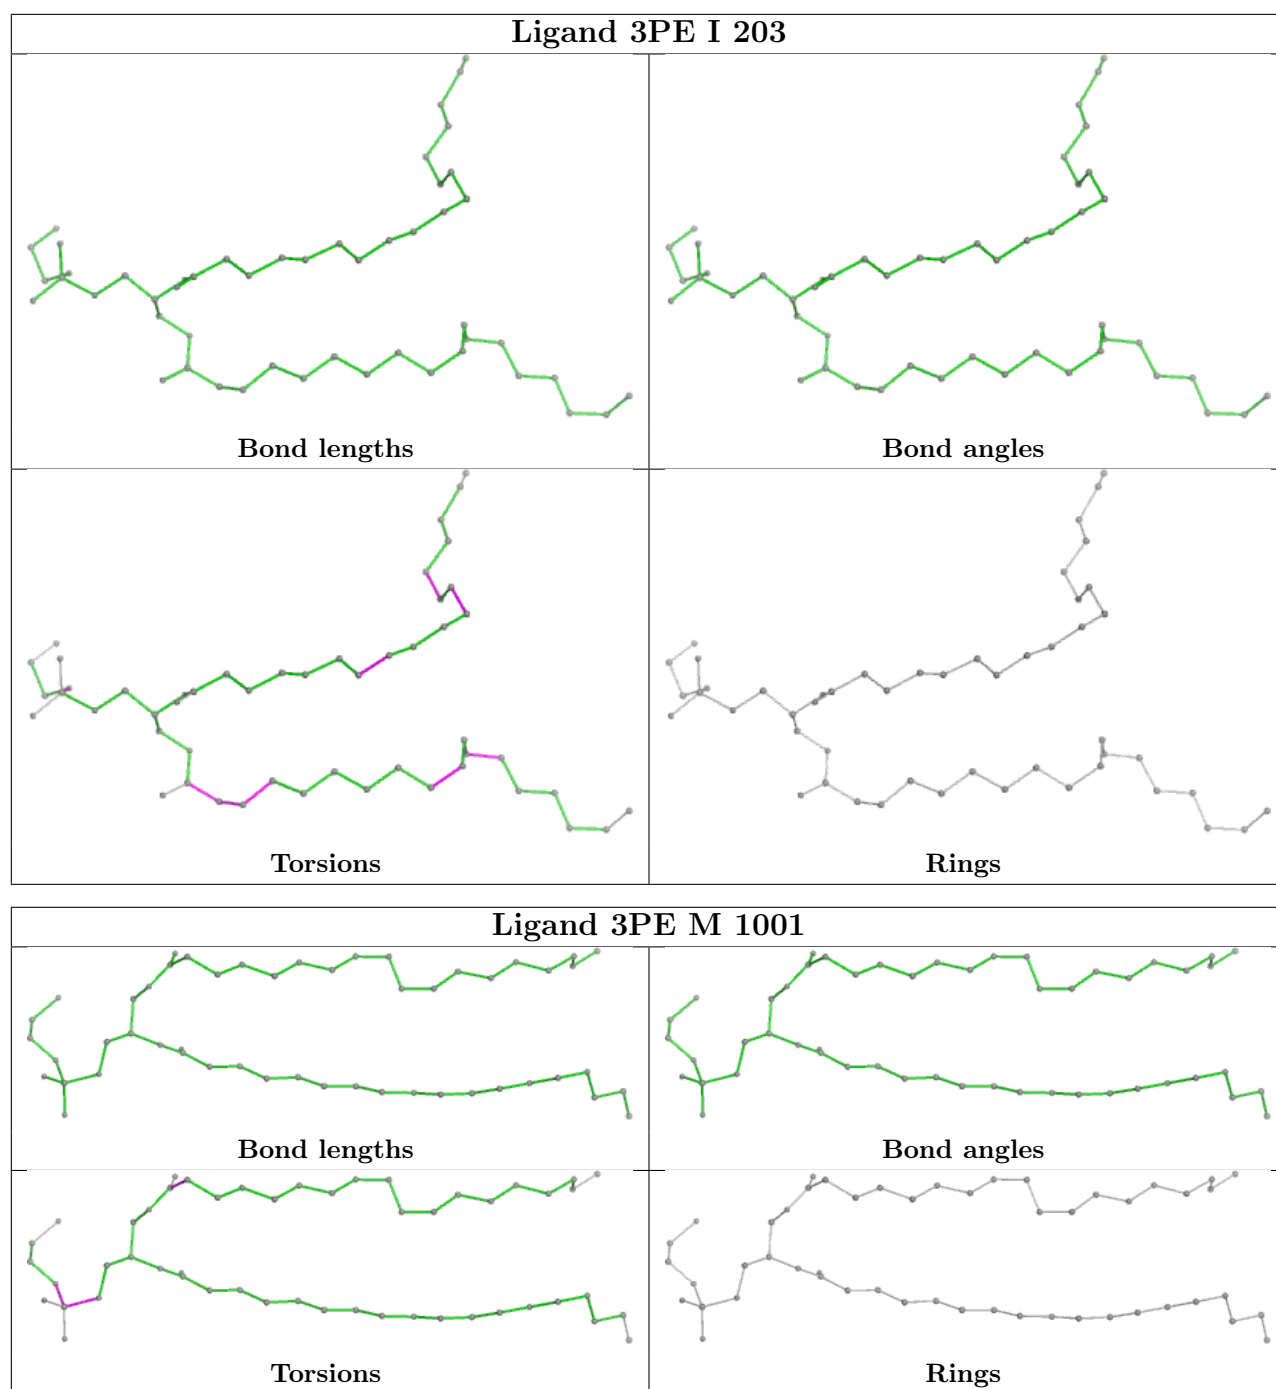 Ligand 3PE I 203
Bond lengths
Bond angles
Torsions
Rings
Ligand 3PE M 1001
Bond lengths
Bond angles
Torsions
Rings